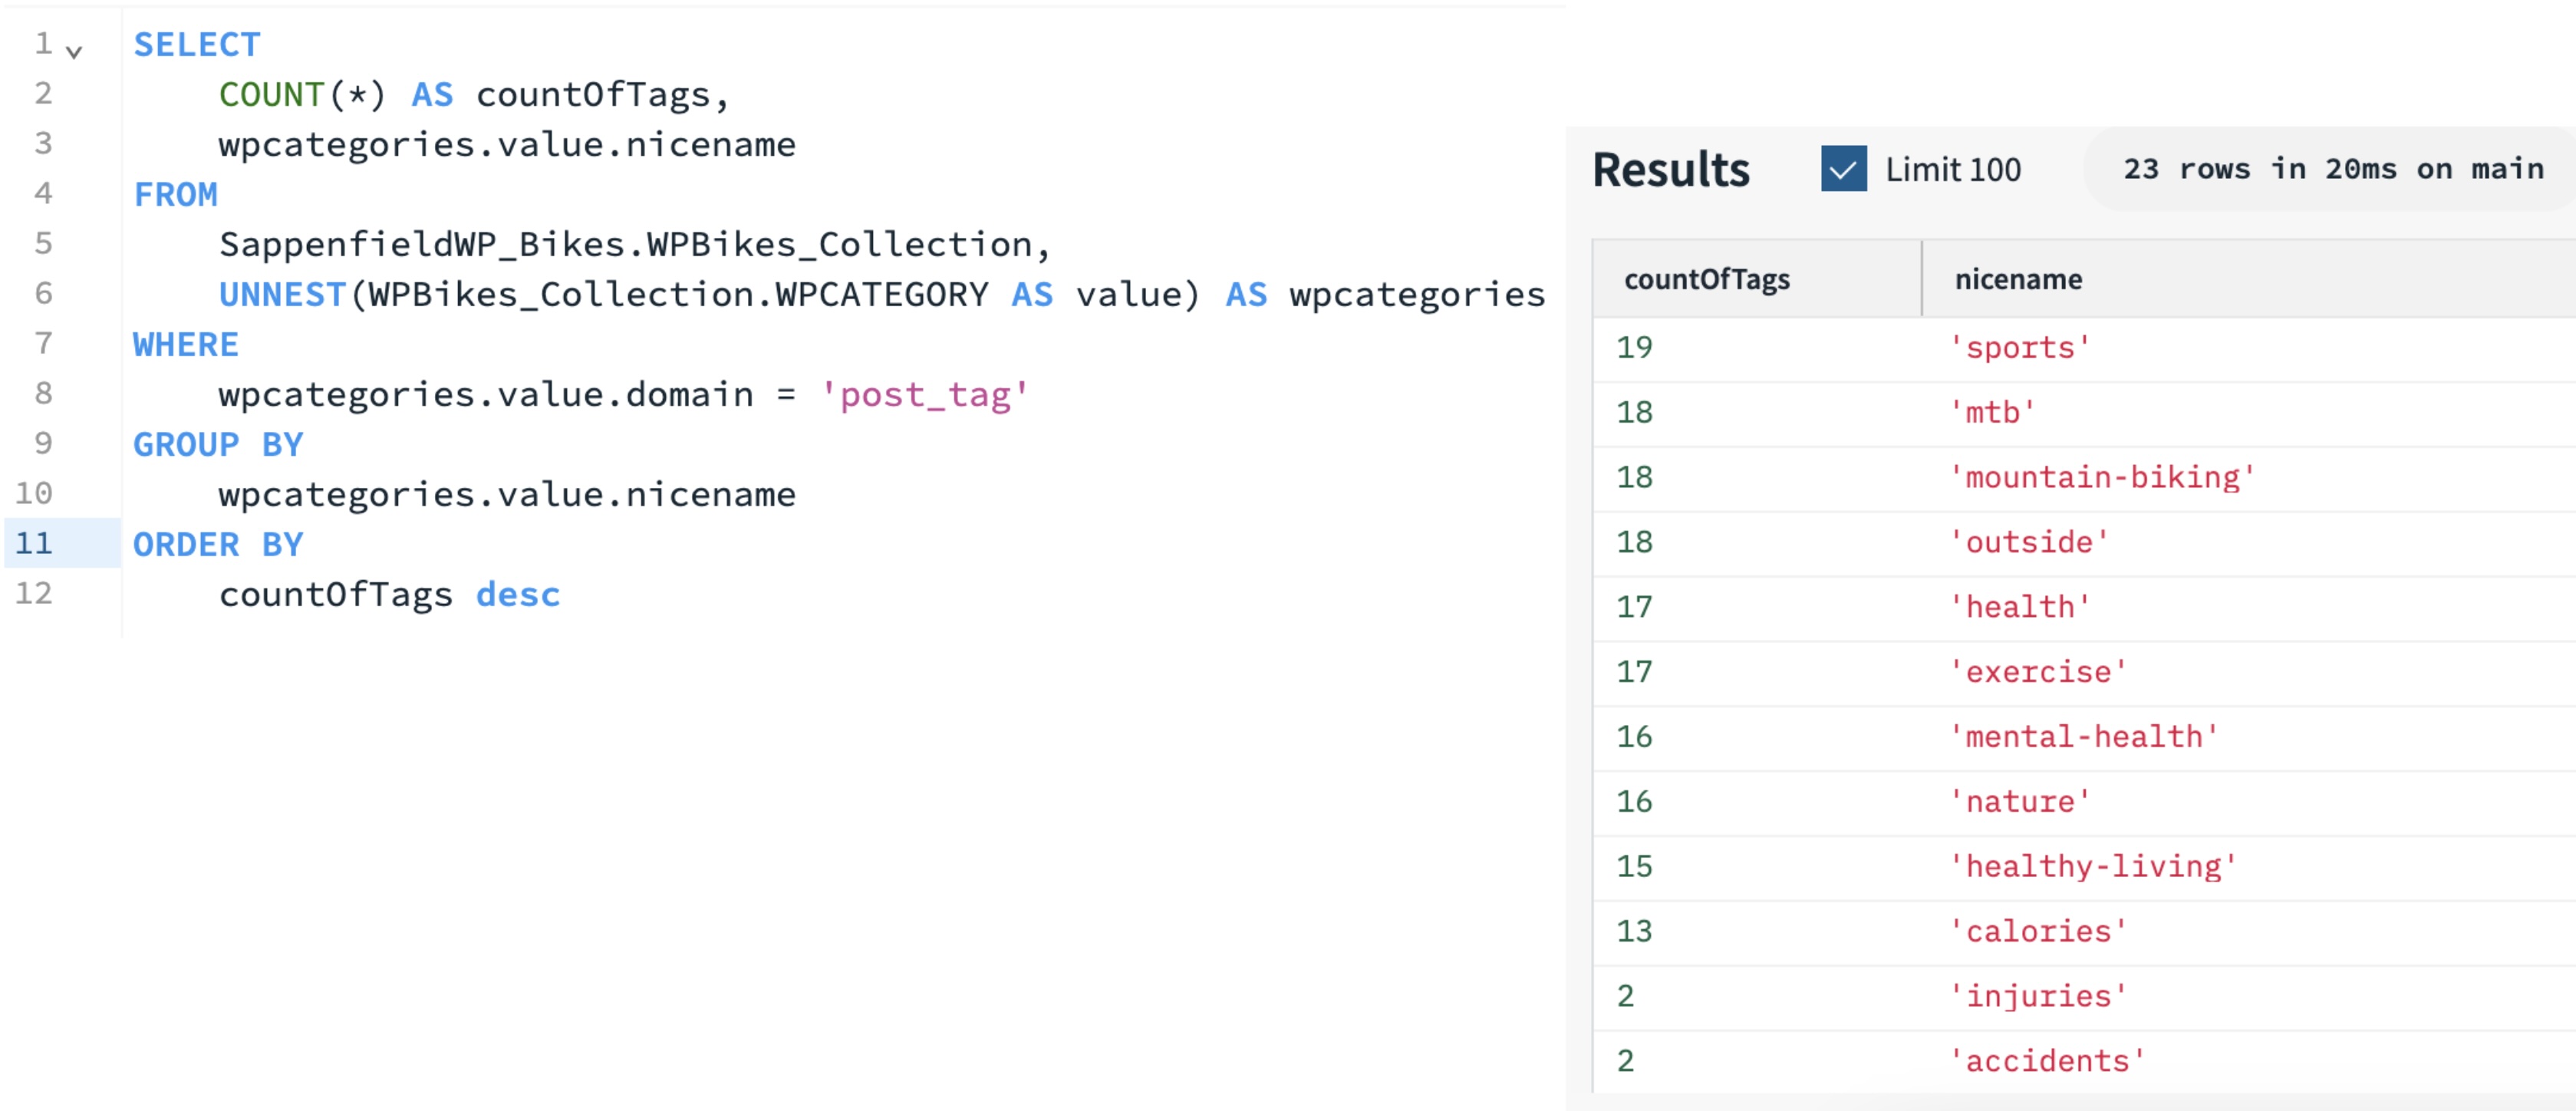 1 SELECT
2 COUNT(*) AS countOfTags,
3 wpcategories.value.nicename
4 FROM
5 SappenfieldWP_Bikes.WPBikes_Collection,
6 UNNEST(WPBikes_Collection.WPCATEGORY AS value) AS wpcategories
7 WHERE
8 wpcategories.value.domain = 'post_tag'
9 GROUP BY
10 wpcategories.value.nicename
11 ORDER BY
12 countOfTags desc
Results Limit 100 23 rows in 20ms on main
countOfTags nicename
19 'sports'
18 'mtb'
18 'mountain-biking'
18 'outside'
17 'health'
17 'exercise'
16 'mental-health'
16 'nature'
15 'healthy-living'
13 'calories'
2 'injuries'
2 'accidents'